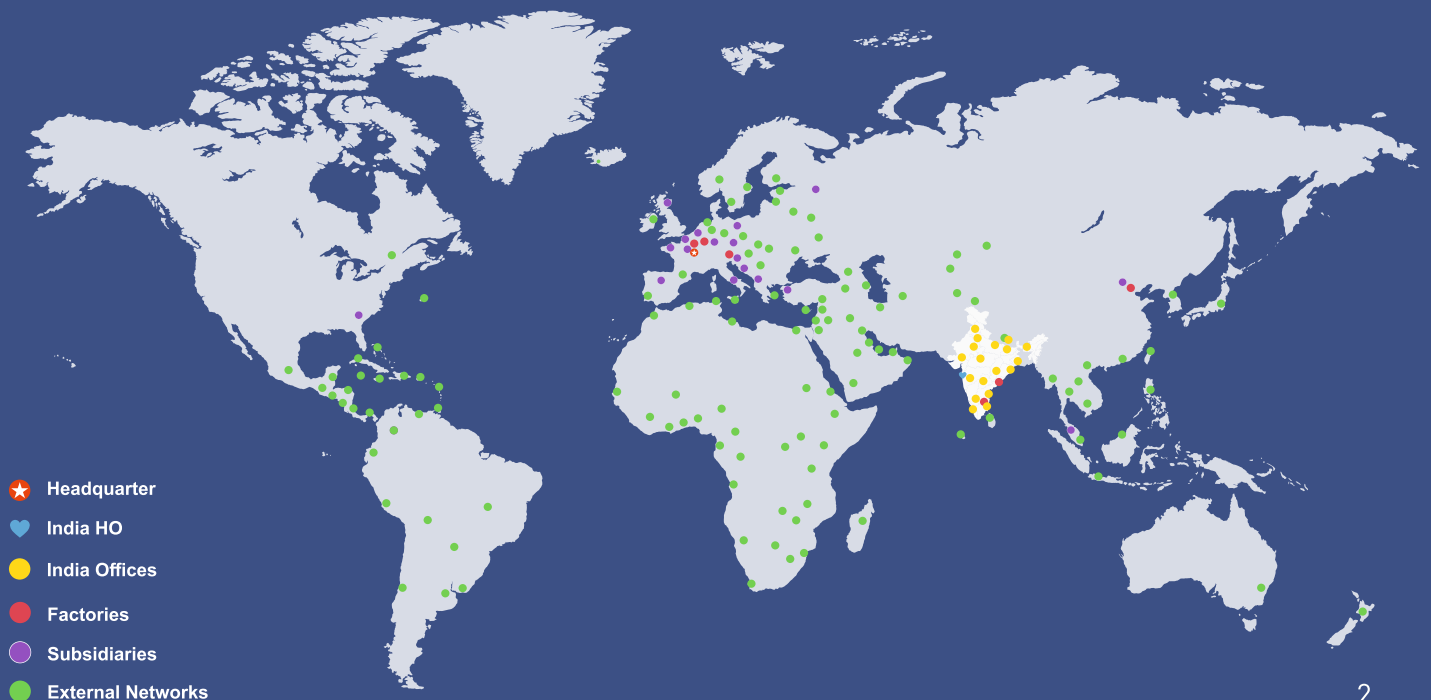 Headquarter
India HO
India Offices
Factories
Subsidiaries
External Networks
2